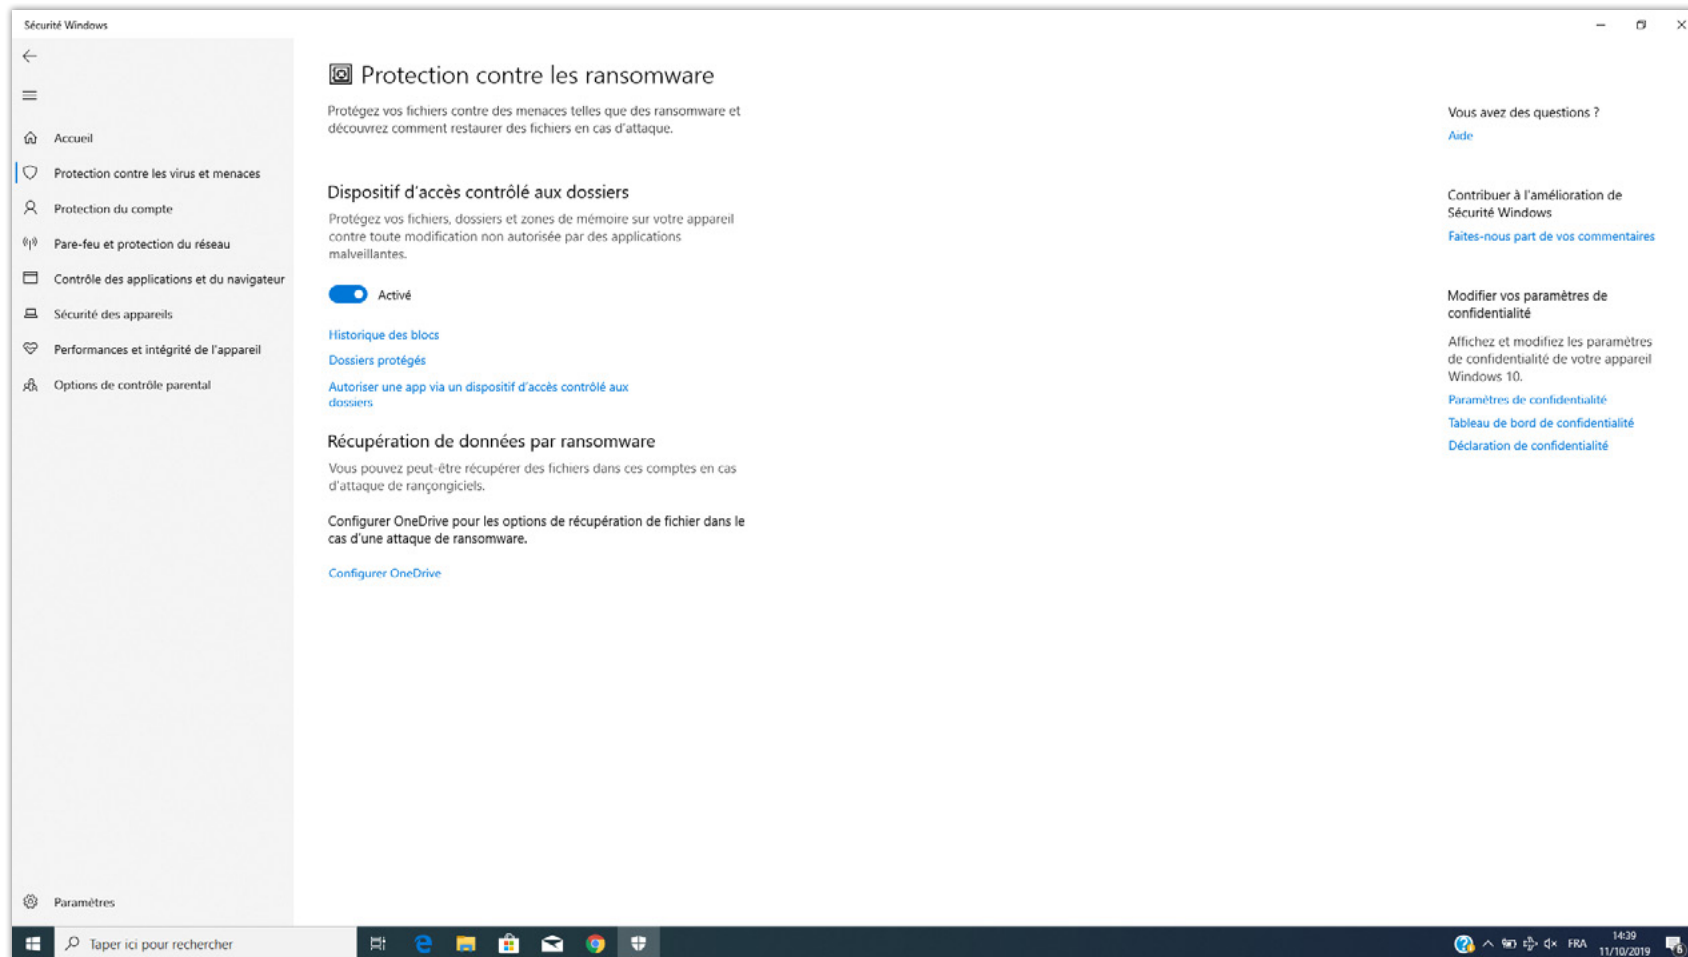 Sécurité Windows
Accueil
Protection contre les virus et menaces
Protection du compte
Pare-feu et protection du réseau
Contrôle des applications et du navigateur
Sécurité des appareils
Performances et intégrité de l'appareil
Options de contrôle parental
Paramètres
Protection contre les ransomware
Protégez vos fichiers contre des menaces telles que des ransomware et
découvrez comment restaurer des fichiers en cas d'attaque.
Dispositif d'accès contrôlé aux dossiers
Protégez vos fichiers, dossiers et zones de mémoire sur votre appareil
contre toute modification non autorisée par des applications
malveillantes.
Activé
Historique des blocs
Dossiers protégés
Autoriser une app via un dispositif d'accès contrôlé aux
dossiers
Récupération de données par ransomware
Vous pouvez peut-être récupérer des fichiers dans ces comptes en cas
d'attaque de rançongiciels.
Configurer OneDrive pour les options de récupération de fichier dans le
cas d'une attaque de ransomware.
Configurer OneDrive
Vous avez des questions ?
Aide
Contribuer à l'amélioration de
Sécurité Windows
Faites-nous part de vos commentaires
Modifier vos paramètres de
confidentialité
Affichez et modifiez les paramètres
de confidentialité de votre appareil
Windows 10.
Paramètres de confidentialité
Tableau de bord de confidentialité
Déclaration de confidentialité
Taper ici pour rechercher
FRA
14:39
11/10/2019
6